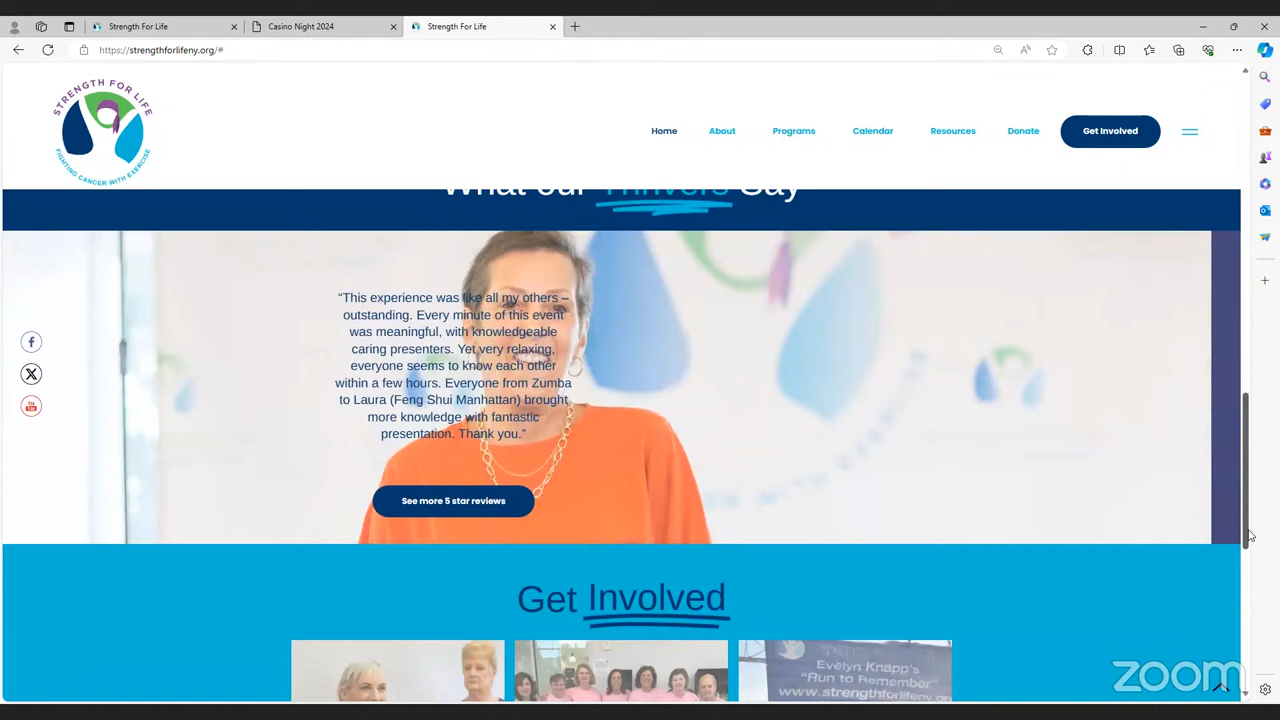 Strength For Life
Casino Night 2024
Strength For Life
https://strengthforlifeny.org/#
STRENGTH FOR LIFE
FIGHTING CANCER WITH EXERCISE
Home
About
Programs
Calendar
Resources
Donate
Get Involved
What our Thrivers Say
“This experience was like all my others –
outstanding. Every minute of this event
was meaningful, with knowledgeable
caring presenters. Yet very relaxing,
everyone seems to know each other
within a few hours. Everyone from Zumba
to Laura (Feng Shui Manhattan) brought
more knowledge with fantastic
presentation. Thank you.”
See more 5 star reviews
Get Involved
Evelyn Knapp's
"Run to Remember"
www.strengthforlifeny.org
zoom